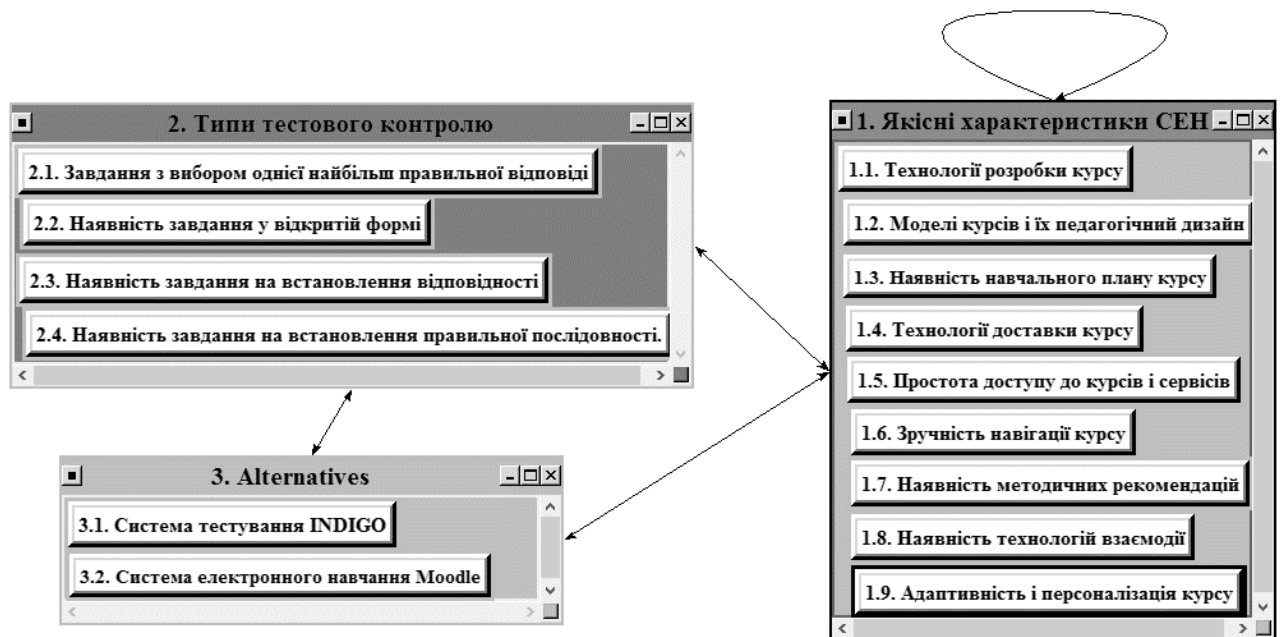 2. Типи тестового контролю
2.1. Завдання з вибором однієї найбільш правильної відповіді
2.2. Наявність завдання у відкритій формі
2.3. Наявність завдання на встановлення відповідності
2.4. Наявність завдання на встановлення правильної послідовності.
3. Alternatives
3.1. Система тестування INDIGO
3.2. Система електронного навчання Moodle
1. Якісні характеристики СЕН
1.1. Технології розробки курсу
1.2. Моделі курсів і їх педагогічний дизайн
1.3. Наявність навчального плану курсу
1.4. Технології доставки курсу
1.5. Простота доступу до курсів і сервісів
1.6. Зручність навігації курсу
1.7. Наявність методичних рекомендацій
1.8. Наявність технологій взаємодії
1.9. Адаптивність і персоналізація курсу